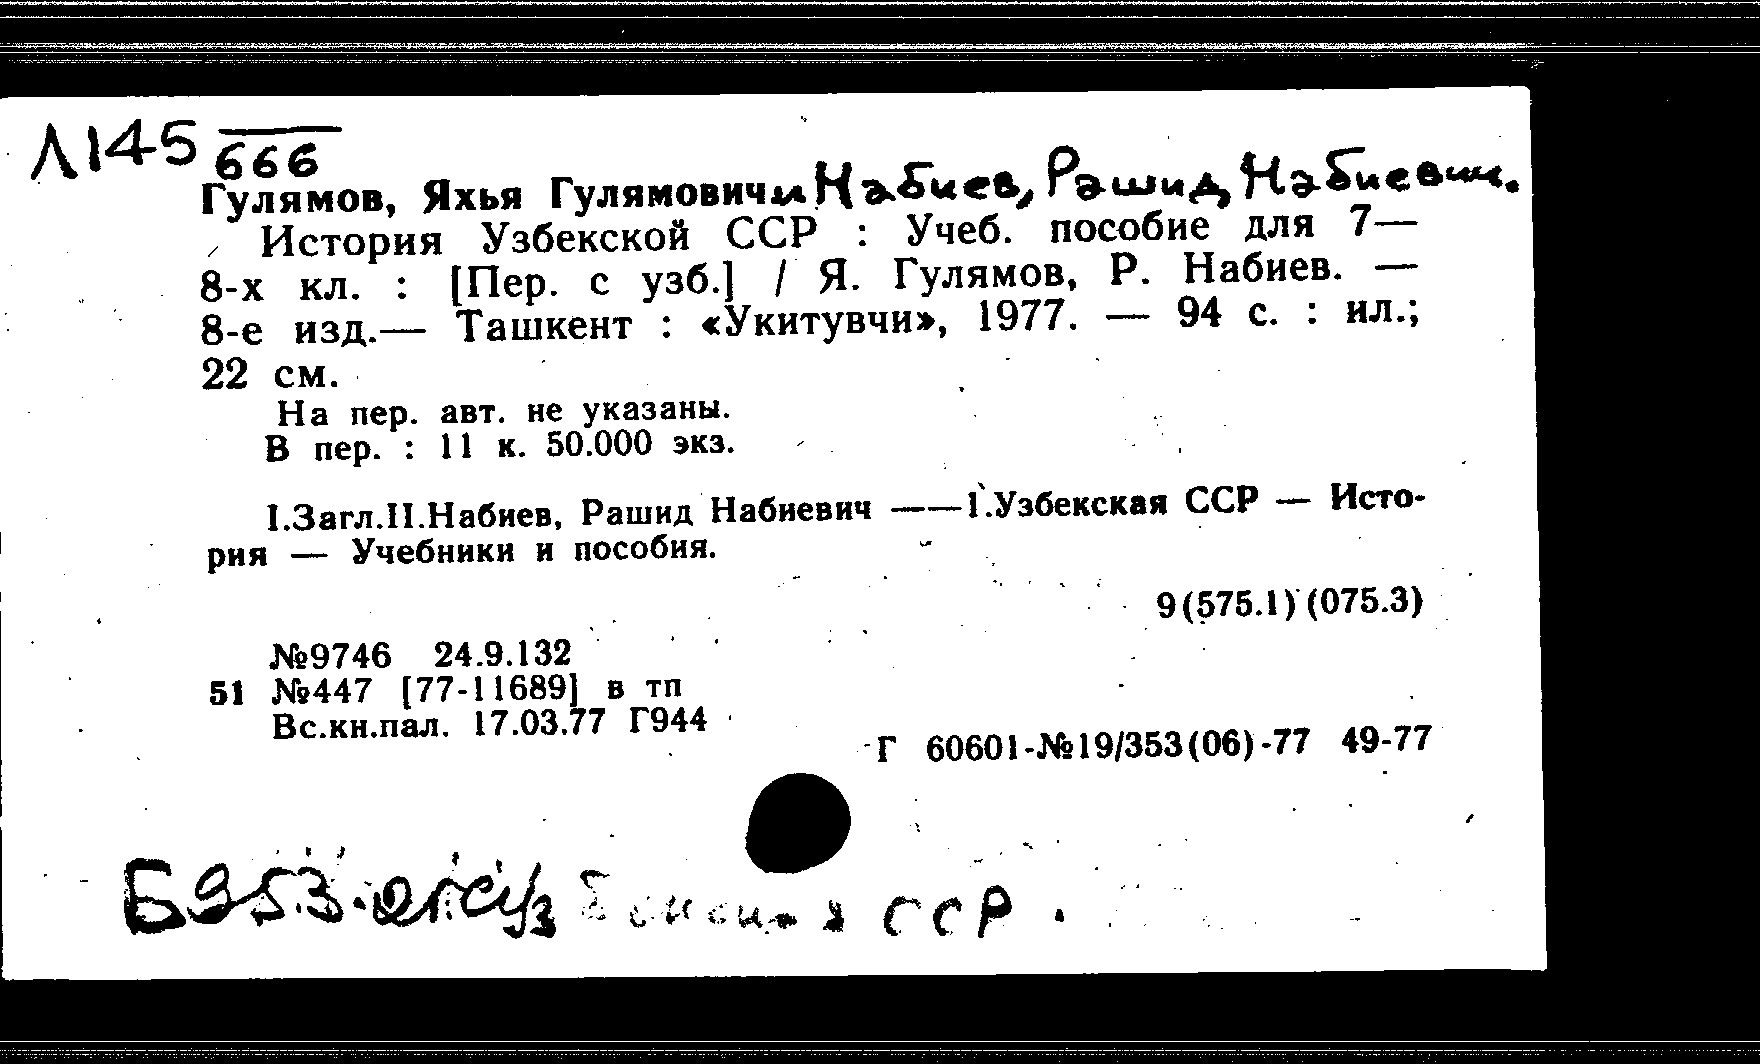 Л145 666
Гулямов, Яхья Гулямович и Набиев, Рашид Набиевич.
История Узбекской ССР : Учеб. пособие для 7—
8-х кл. : [Пер. с узб.] / Я. Гулямов, Р. Набиев. —
8-е изд.— Ташкент : «Укитувчи», 1977. — 94 с. : ил.;
22 см.
На пер. авт. не указаны.
В пер. : 11 к. 50.000 экз.
I.Загл.II.Набиев, Рашид Набиевич ——1.Узбекская ССР — Исто-
рия — Учебники и пособия.
9(575.1)(075.3)
№9746 24.9.132
51 №447 [77-11689] в тп
Вс.кн.пал. 17.03.77 Г944
Г 60601-№19/353(06)-77 49-77
ССР.